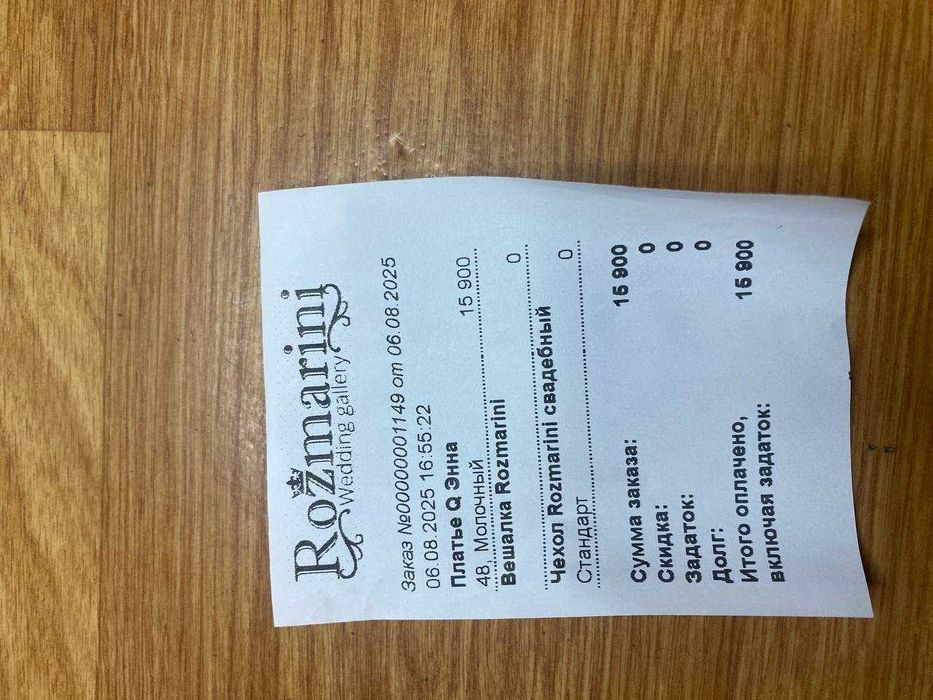 Rozmarini
Wedding gallery
Заказ №00000001149 от 06.08.2025
06.08.2025 16:55:22
Платье Q Энна
48, Молочный 15 900
Вешалка Rozmarini
0
Чехол Rozmarini свадебный
Стандарт 0
Сумма заказа: 15 900
Скидка: 0
Задаток: 0
Долг: 0
Итого оплачено,
включая задаток: 15 900